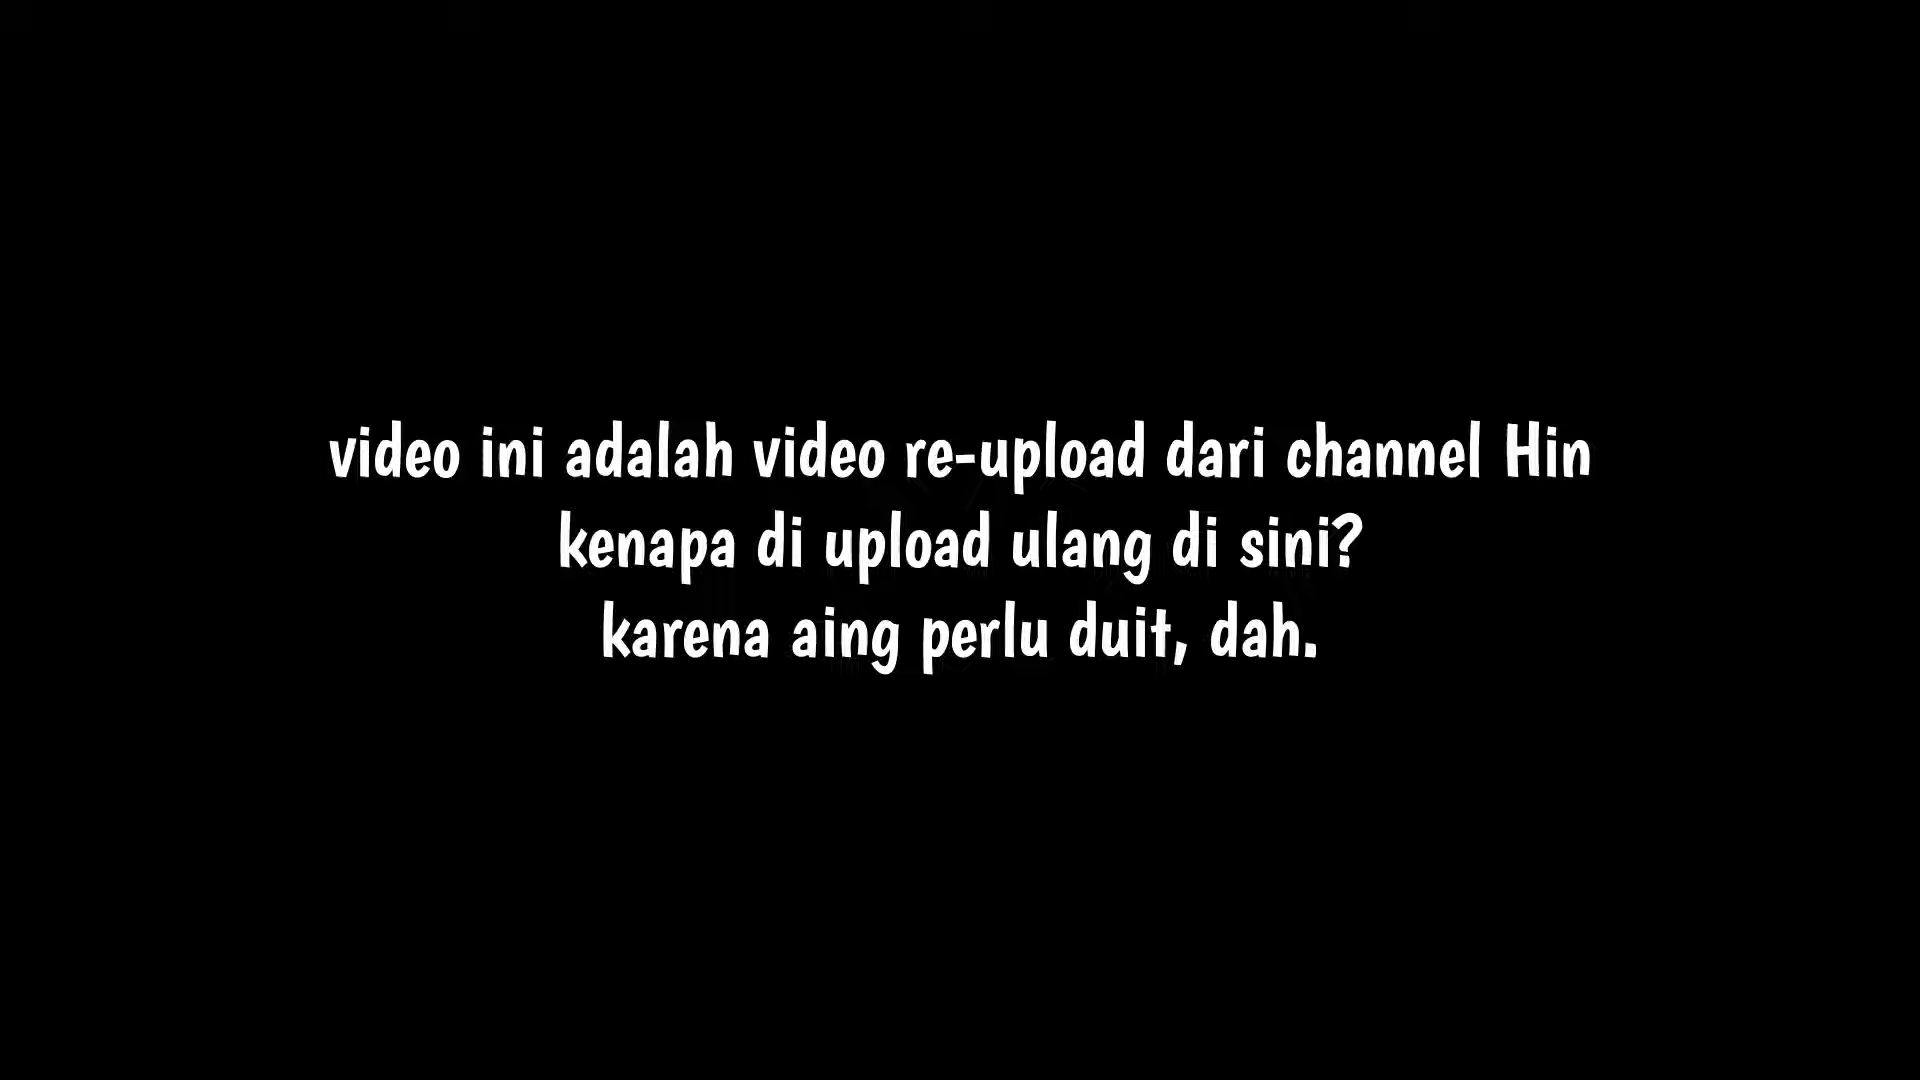 video ini adalah video re-upload dari channel Hin
kenapa di upload ulang di sini?
karena aing perlu duit, dah.